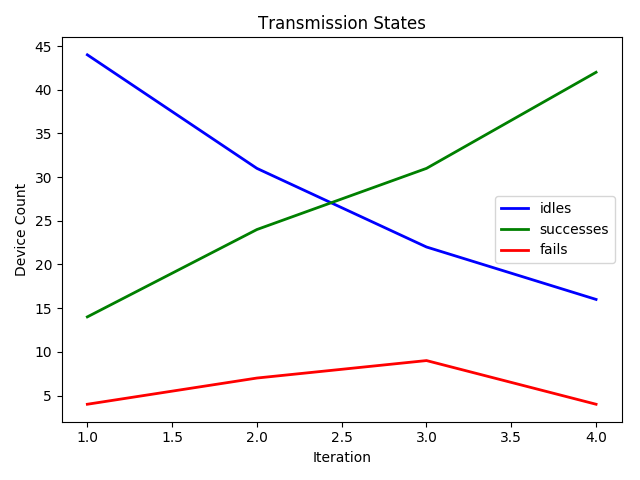 Transmission States
45
40
35
30
25
20
15
10
5
Device Count
idles
successes
fails
1.0 1.5 2.0 2.5 3.0 3.5 4.0
Iteration